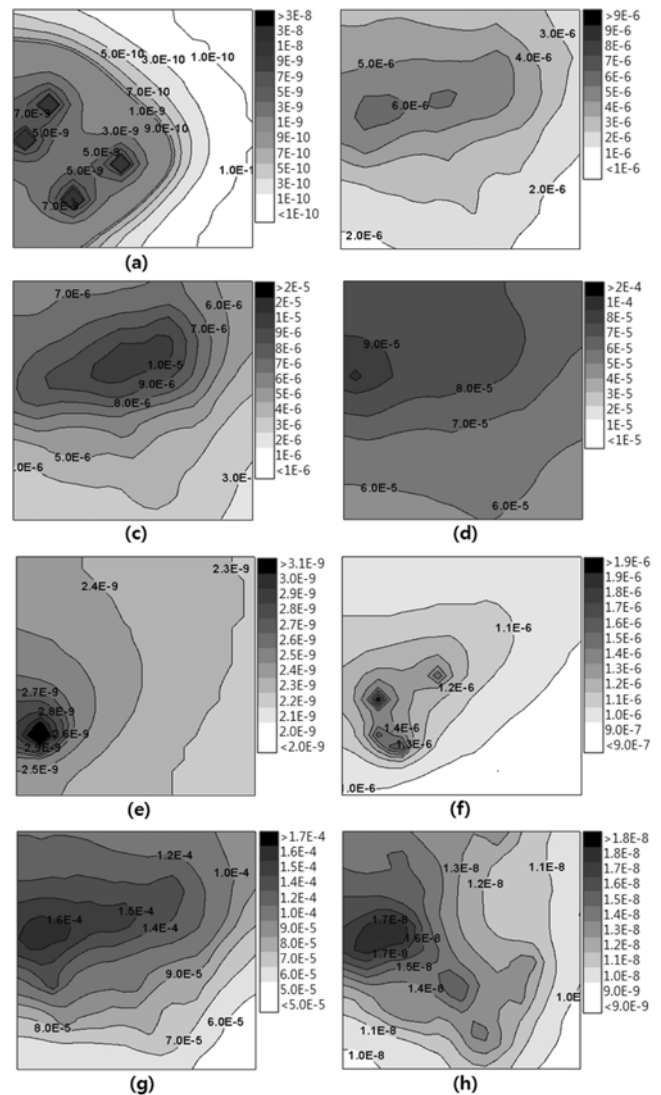 5.0E-10
3.0E-10
1.0E-10
7.0E-10
1.0E-9
9.0E-10
7.0E-9
5.0E-9
3.0E-9
5.0E-9
7.0E-9
>3E-8
3E-8
1E-8
9E-9
7E-9
5E-9
3E-9
1E-9
9E-10
7E-10
5E-10
3E-10
1E-10
<1E-10
(a)
3.0E-6
4.0E-6
5.0E-6
6.0E-6
2.0E-6
2.0E-6
>9E-6
9E-6
8E-6
7E-6
6E-6
5E-6
4E-6
3E-6
2E-6
1E-6
<1E-6
7.0E-6
6.0E-6
7.0E-6
1.0E-5
9.0E-6
8.0E-6
5.0E-6
.0E-6
3.0E-
>2E-5
2E-5
1E-5
9E-6
8E-6
7E-6
6E-6
5E-6
4E-6
3E-6
2E-6
1E-6
<1E-6
(c)
9.0E-5
8.0E-5
7.0E-5
6.0E-5
6.0E-5
>2E-4
1E-4
8E-5
9E-5
7E-5
6E-5
5E-5
4E-5
3E-5
2E-5
1E-5
<1E-5
(d)
2.3E-9
2.4E-9
2.7E-9
2.8E-9
2.5E-9
>3.1E-9
3.0E-9
2.9E-9
2.8E-9
2.7E-9
2.6E-9
2.5E-9
2.4E-9
2.3E-9
2.2E-9
2.1E-9
2.0E-9
<2.0E-9
(e)
1.1E-6
1.2E-6
1.4E-6
1.3E-6
1.0E-6
>1.9E-6
1.9E-6
1.8E-6
1.7E-6
1.6E-6
1.5E-6
1.4E-6
1.3E-6
1.2E-6
1.1E-6
1.0E-6
9.0E-7
<9.0E-7
(f)
1.2E-4
1.0E-4
1.6E-4
1.5E-4
1.4E-4
9.0E-5
8.0E-5
7.0E-5
6.0E-5
>1.7E-4
1.6E-4
1.5E-4
1.4E-4
1.2E-4
1.0E-4
9.0E-5
8.0E-5
7.0E-5
6.0E-5
5.0E-5
<5.0E-5
(g)
1.3E-8
1.2E-8
1.1E-8
1.7E-8
1.6E-8
1.7E-8
1.5E-8
1.4E-8
1.0E
1.1E-8
1.0E-8
>1.8E-8
1.8E-8
1.7E-8
1.6E-8
1.5E-8
1.4E-8
1.3E-8
1.2E-8
1.1E-8
1.0E-8
9.0E-9
<9.0E-9
(h)